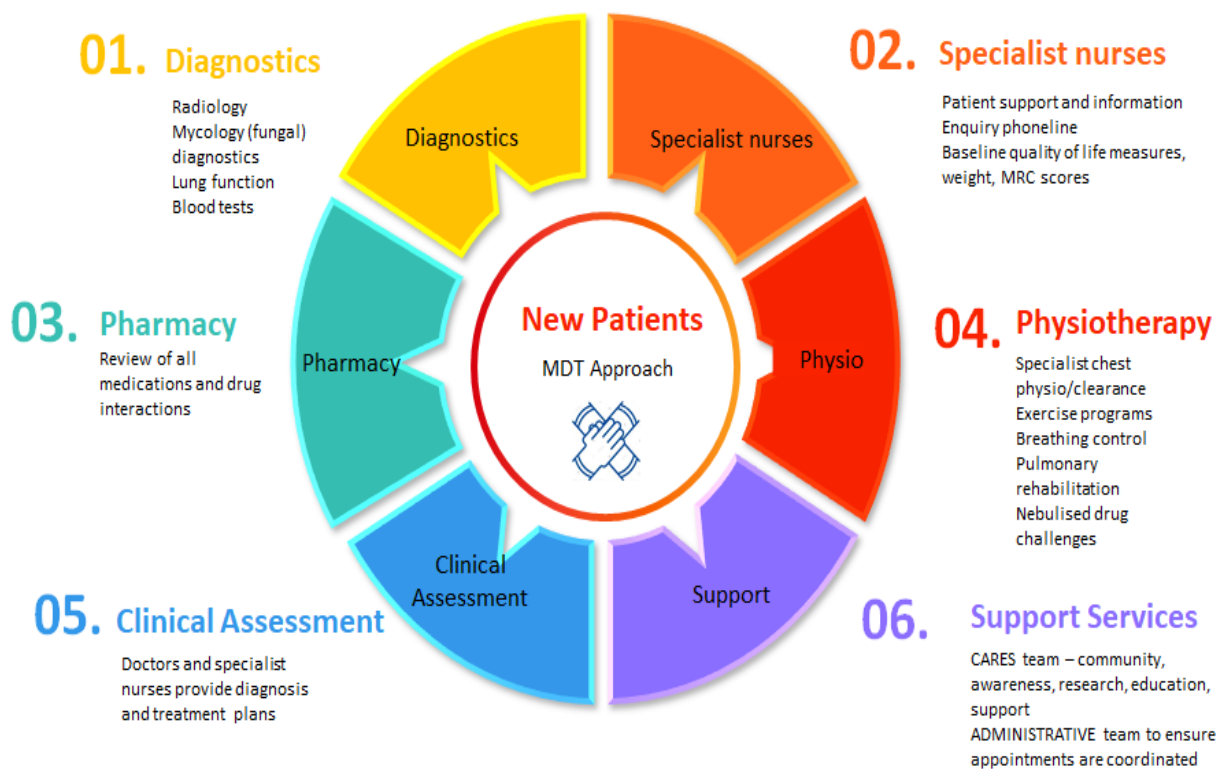 01. Diagnostics
Radiology
Mycology (fungal)
diagnostics
Lung function
Blood tests
02. Specialist nurses
Patient support and information
Enquiry phoneline
Baseline quality of life measures,
weight, MRC scores
Diagnostics
Specialist nurses
03. Pharmacy
Review of all
medications and drug
interactions
Pharmacy
New Patients
MDT Approach
Physio
04. Physiotherapy
Specialist chest
physio/clearance
Exercise programs
Breathing control
Pulmonary
rehabilitation
Nebulised drug
challenges
Clinical
Assessment
Support
05. Clinical Assessment
Doctors and specialist
nurses provide diagnosis
and treatment plans
06. Support Services
CARES team – community,
awareness, research, education,
support
ADMINISTRATIVE team to ensure
appointments are coordinated